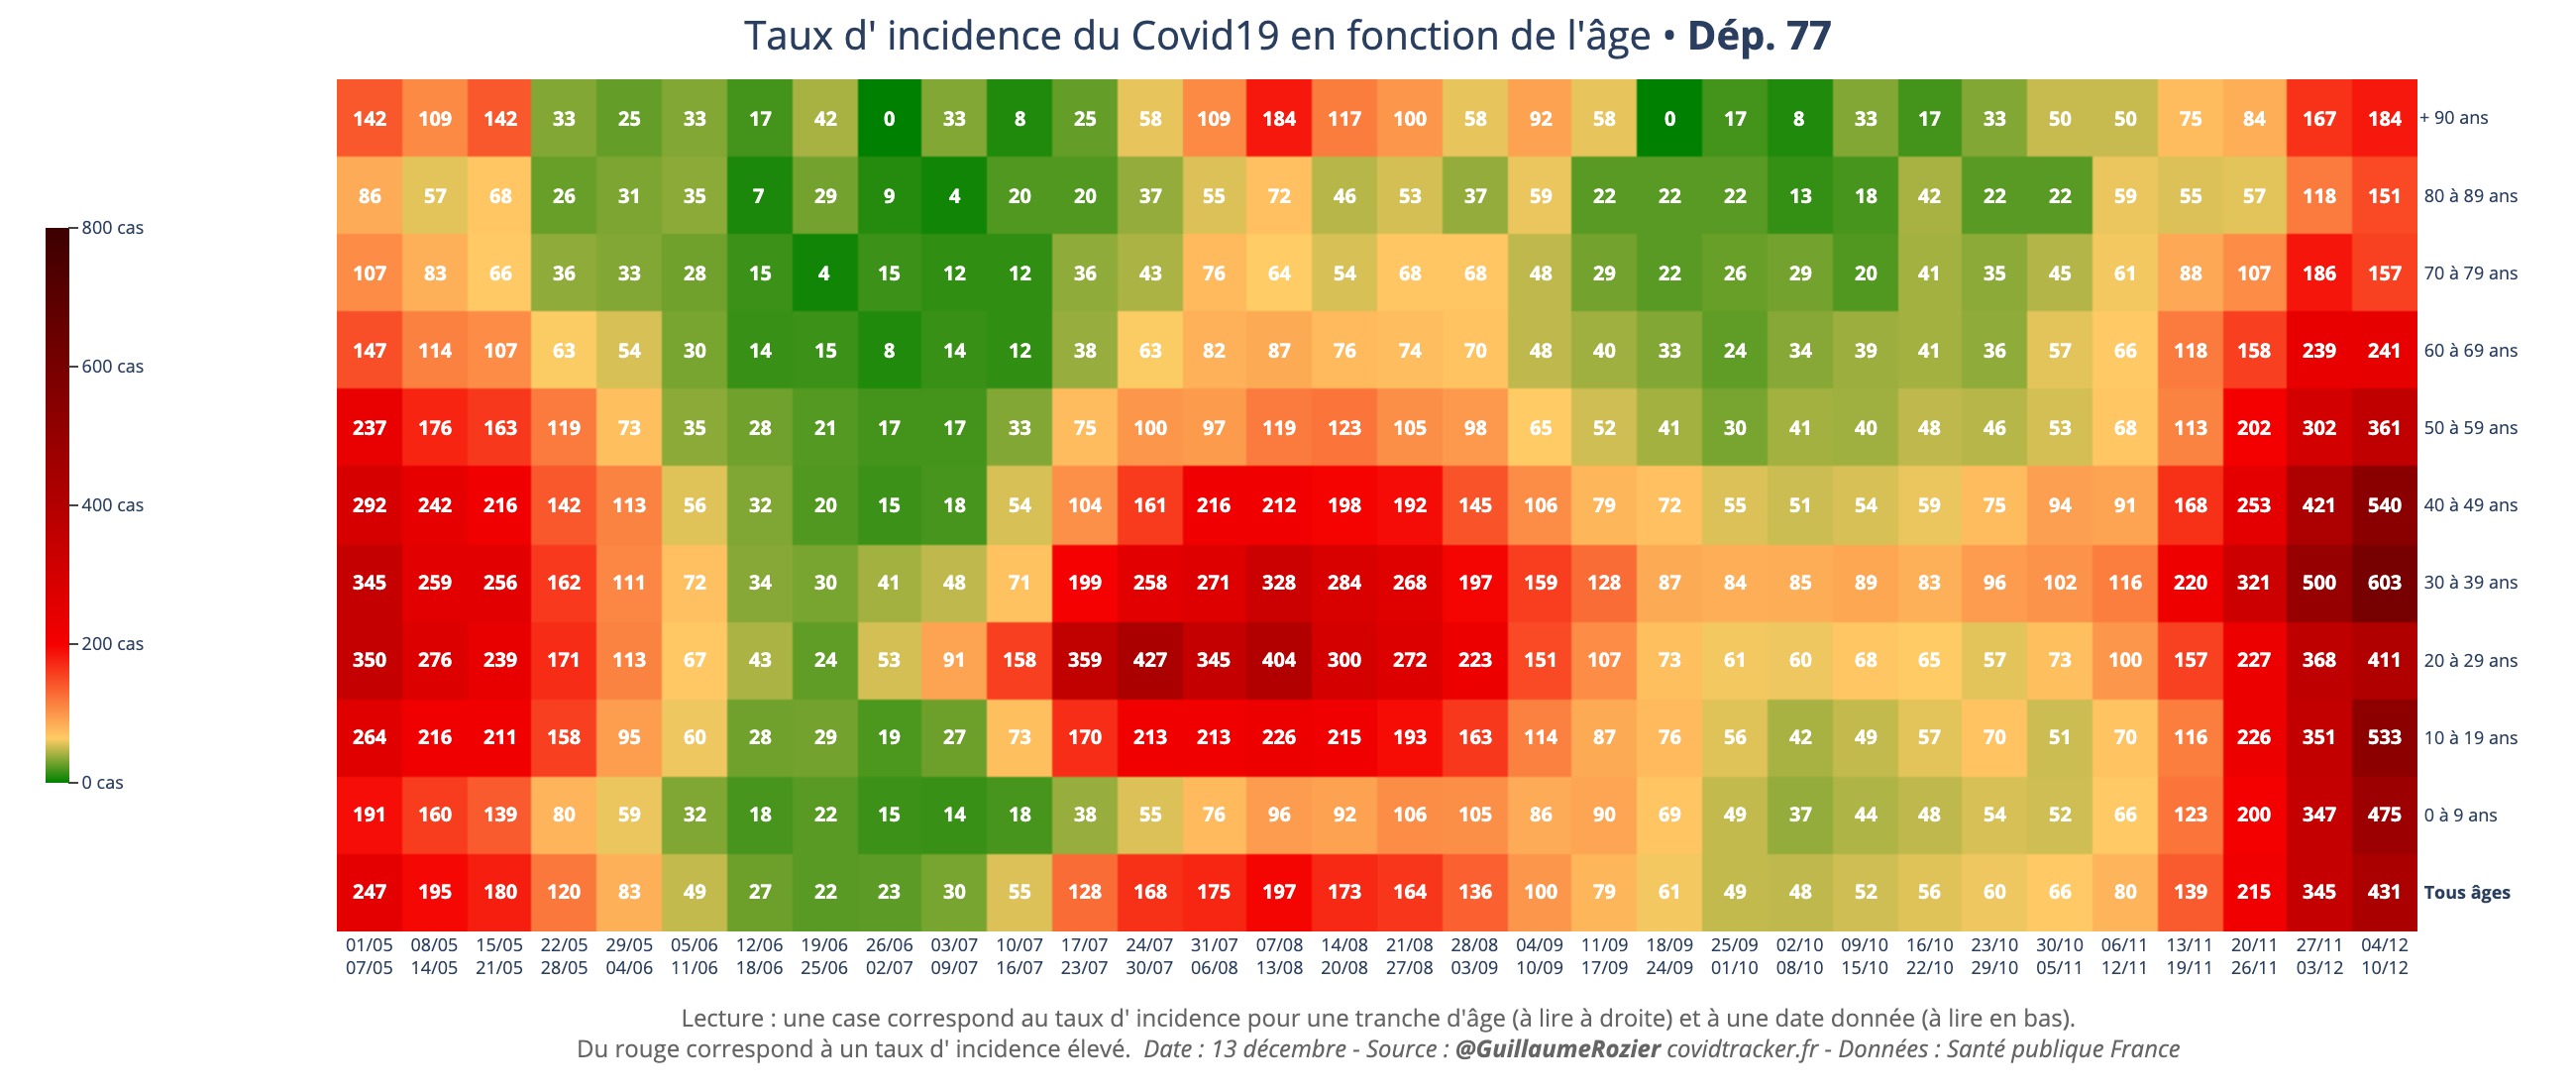 Taux d' incidence du Covid19 en fonction de l'âge • Dép. 77
800 cas
600 cas
400 cas
200 cas
0 cas
142 109 142 33 25 33 17 42 0 33 8 25 58 109 184 117 100 58 92 58 0 17 8 33 17 33 50 50 75 84 167 184 + 90 ans
86 57 68 26 31 35 7 29 9 4 20 20 37 55 72 46 53 37 59 22 22 22 13 18 42 22 22 59 55 57 118 151 80 à 89 ans
107 83 66 36 33 28 15 4 15 12 12 36 43 76 64 54 68 68 48 29 22 26 29 20 41 35 45 61 88 107 186 157 70 à 79 ans
147 114 107 63 54 30 14 15 8 14 12 38 63 82 87 76 74 70 48 40 33 24 34 39 41 36 57 66 118 158 239 241 60 à 69 ans
237 176 163 119 73 35 28 21 17 17 33 75 100 97 119 123 105 98 65 52 41 30 41 40 48 46 53 68 113 202 302 361 50 à 59 ans
292 242 216 142 113 56 32 20 15 18 54 104 161 216 212 198 192 145 106 79 72 55 51 54 59 75 94 91 168 253 421 540 40 à 49 ans
345 259 256 162 111 72 34 30 41 48 71 199 258 271 328 284 268 197 159 128 87 84 85 89 83 96 102 116 220 321 500 603 30 à 39 ans
350 276 239 171 113 67 43 24 53 91 158 359 427 345 404 300 272 223 151 107 73 61 60 68 65 57 73 100 157 227 368 411 20 à 29 ans
264 216 211 158 95 60 28 29 19 27 73 170 213 213 226 215 193 163 114 87 76 56 42 49 57 70 51 70 116 226 351 533 10 à 19 ans
191 160 139 80 59 32 18 22 15 14 18 38 55 76 96 92 106 105 86 90 69 49 37 44 48 54 52 66 123 200 347 475 0 à 9 ans
247 195 180 120 83 49 27 22 23 30 55 128 168 175 197 173 164 136 100 79 61 49 48 52 56 60 66 80 139 215 345 431 Tous âges
01/05 08/05 15/05 22/05 29/05 05/06 12/06 19/06 26/06 03/07 10/07 17/07 24/07 31/07 07/08 14/08 21/08 28/08 04/09 11/09 18/09 25/09 02/10 09/10 16/10 23/10 30/10 06/11 13/11 20/11 27/11 04/12
07/05 14/05 21/05 28/05 04/06 11/06 18/06 25/06 02/07 09/07 16/07 23/07 30/07 06/08 13/08 20/08 27/08 03/09 10/09 17/09 24/09 01/10 08/10 15/10 22/10 29/10 05/11 12/11 19/11 26/11 03/12 10/12
Lecture : une case correspond au taux d' incidence pour une tranche d'âge (à lire à droite) et à une date donnée (à lire en bas).
Du rouge correspond à un taux d' incidence élevé. Date : 13 décembre - Source : @GuillaumeRozier covidtracker.fr - Données : Santé publique France